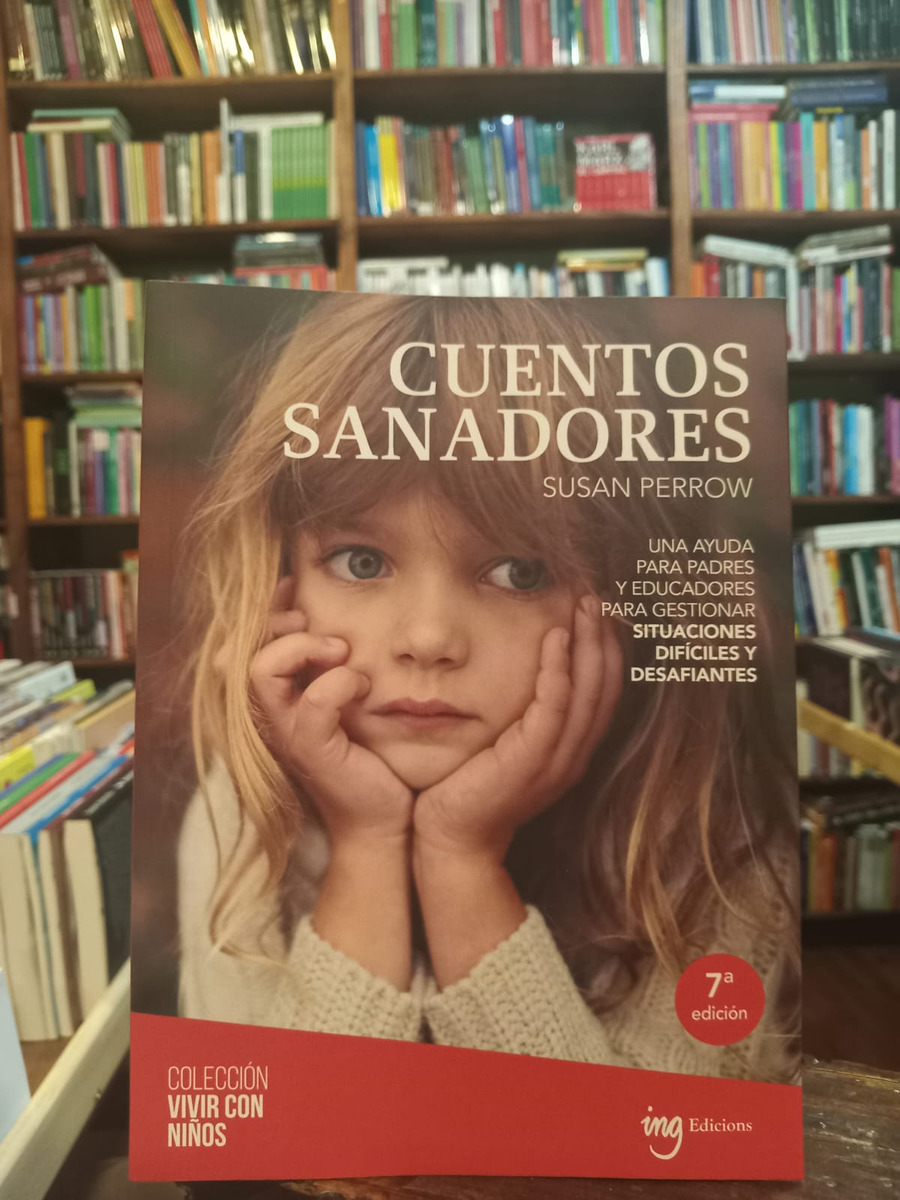 CUENTOS
SANADORES
SUSAN PERROW
UNA AYUDA
PARA PADRES
Y EDUCADORES
PARA GESTIONAR
SITUACIONES
DIFÍCILES Y
DESAFIANTES
7ª
edición
COLECCIÓN
VIVIR CON
NIÑOS
ing Edicions